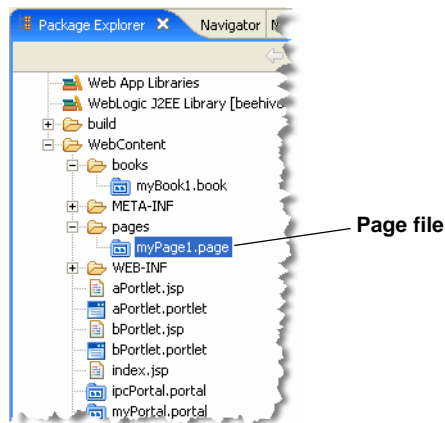 Package Explorer Navigator
Web App Libraries
WebLogic J2EE Library [beehive
build
WebContent
books
myBook1.book
META-INF
pages
myPage1.page
Page file
WEB-INF
aPortlet.jsp
aPortlet.portlet
bPortlet.jsp
bPortlet.portlet
index.jsp
ipcPortal.portal
myPortal.portal